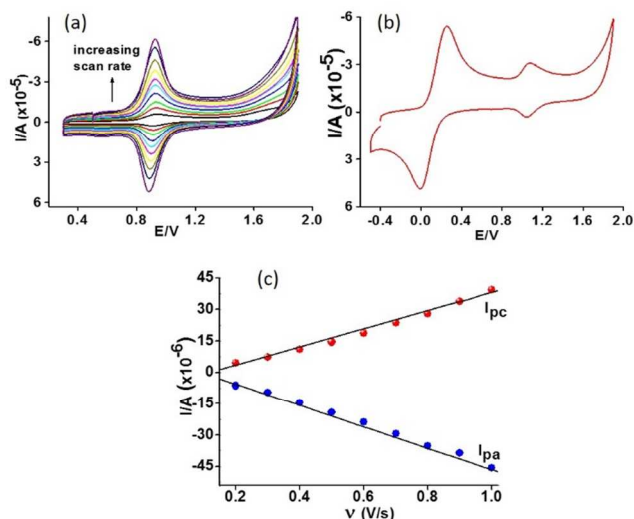 (a)
increasing
scan rate
I/A (x10⁻⁵)
-6
-3
0
3
6
0.4
0.8
1.2
1.6
2.0
E/V
(b)
I/A (x10⁻⁵)
-6
-3
0
3
6
-0.4
0.0
0.4
0.8
1.2
1.6
2.0
E/V
(c)
I/A (x10⁻⁶)
45
30
15
0
-15
-30
-45
Ipc
Ipa
0.2
0.4
0.6
0.8
1.0
ν (V/s)